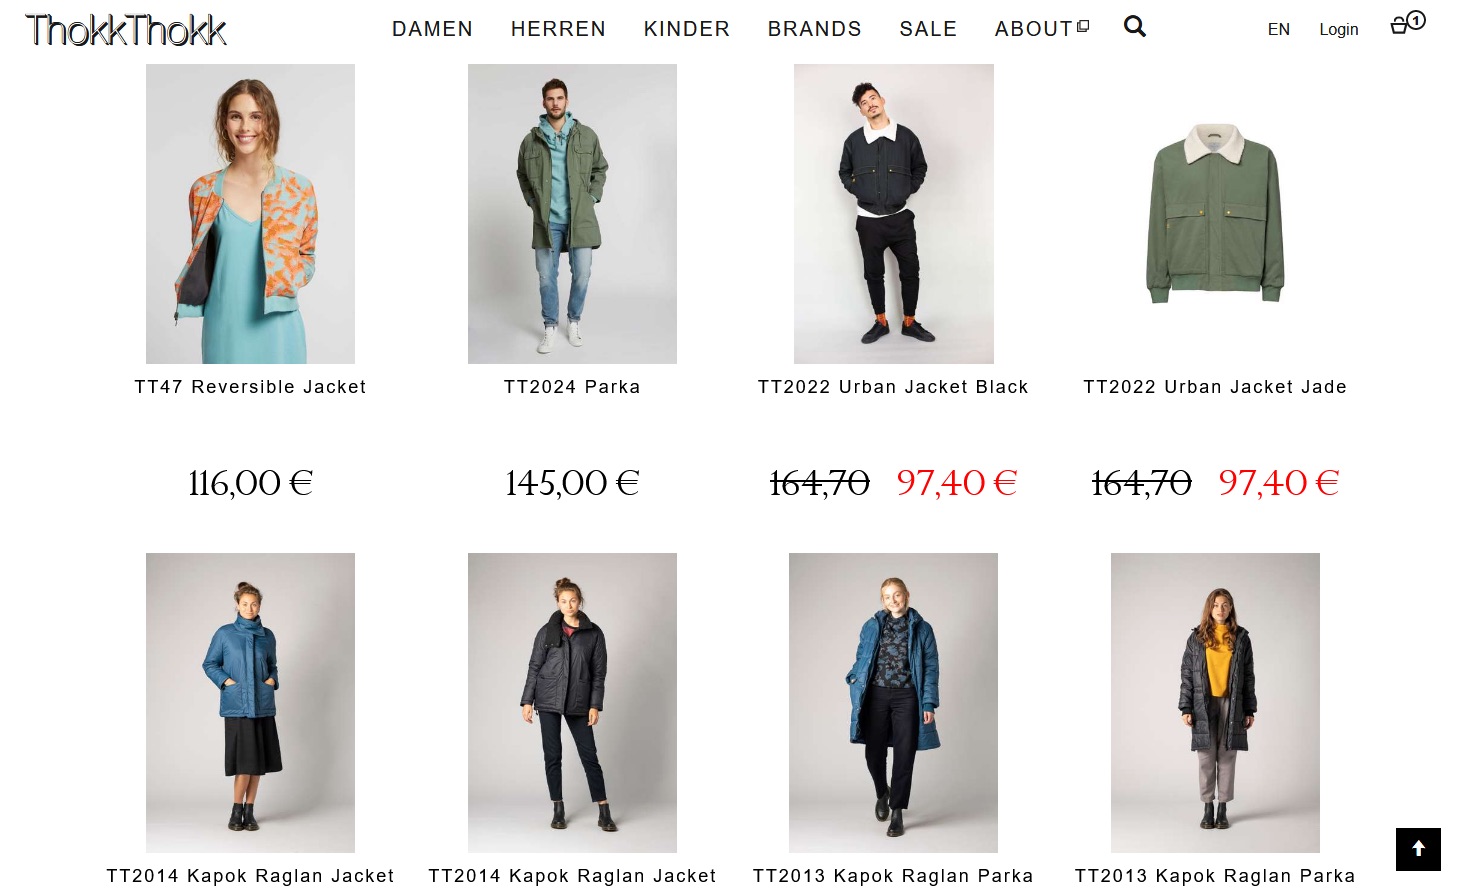 ThokkThokk DAMEN HERREN KINDER BRANDS SALE ABOUT EN Login 1
TT47 Reversible Jacket TT2024 Parka TT2022 Urban Jacket Black TT2022 Urban Jacket Jade
116,00 € 145,00 € 164,70 97,40 € 164,70 97,40 €
TT2014 Kapok Raglan Jacket TT2014 Kapok Raglan Jacket TT2013 Kapok Raglan Parka TT2013 Kapok Raglan Parka